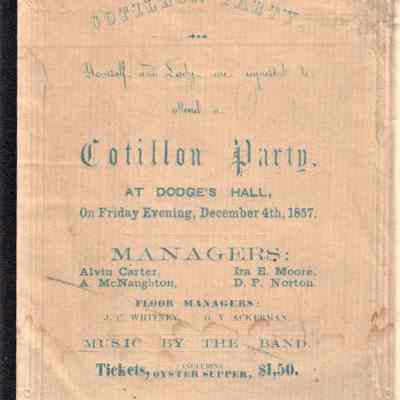 COTILLON PARTY.
Yourself and Lady are requested to
attend a
Cotillon Party,
AT DODGE'S HALL,
On Friday Evening, December 4th, 1857.
MANAGERS:
Alvin Carter, Ira E. Moore,
A McNaughton, D. P. Norton.
FLOOR MANAGERS:
J. C. WHITNEY, G. V. ACKERMAN.
MUSIC BY THE BAND.
Tickets, INCLUDING OYSTER SUPPER, $1,50.